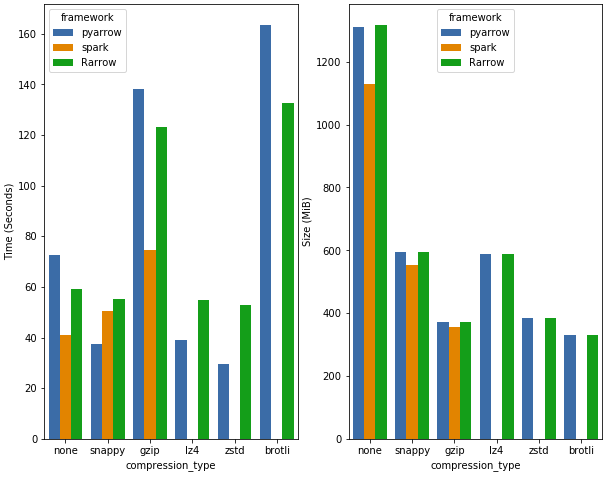 framework
pyarrow
spark
Rarrow
Time (Seconds)
160
140
120
100
80
60
40
20
0
none snappy gzip lz4 zstd brotli
compression_type
framework
pyarrow
spark
Rarrow
Size (MiB)
1200
1000
800
600
400
200
0
none snappy gzip lz4 zstd brotli
compression_type